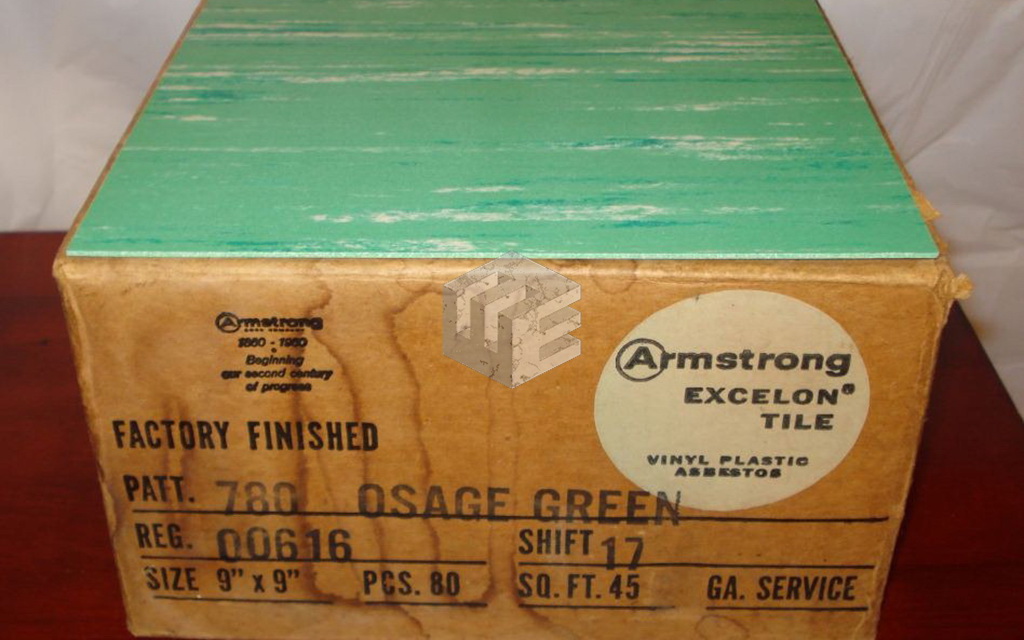 Armstrong
1860 - 1960
Beginning
our second century
of progress
Armstrong
EXCELON®
TILE
VINYL PLASTIC
ASBESTOS
FACTORY FINISHED
PATT. 780 OSAGE GREEN
REG. 00616 SHIFT 17
SIZE 9" x 9" PCS. 80 SQ. FT. 45 GA. SERVICE